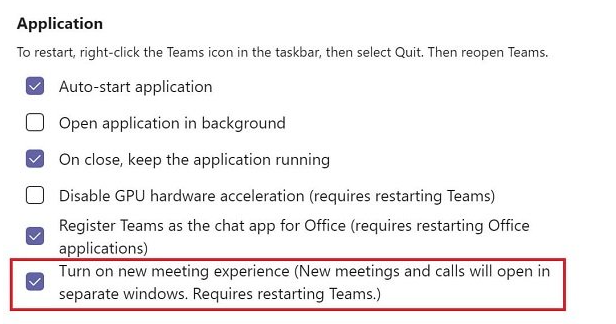 Application
To restart, right-click the Teams icon in the taskbar, then select Quit. Then reopen Teams.
Auto-start application
Open application in background
On close, keep the application running
Disable GPU hardware acceleration (requires restarting Teams)
Register Teams as the chat app for Office (requires restarting Office
applications)
Turn on new meeting experience (New meetings and calls will open in
separate windows. Requires restarting Teams.)